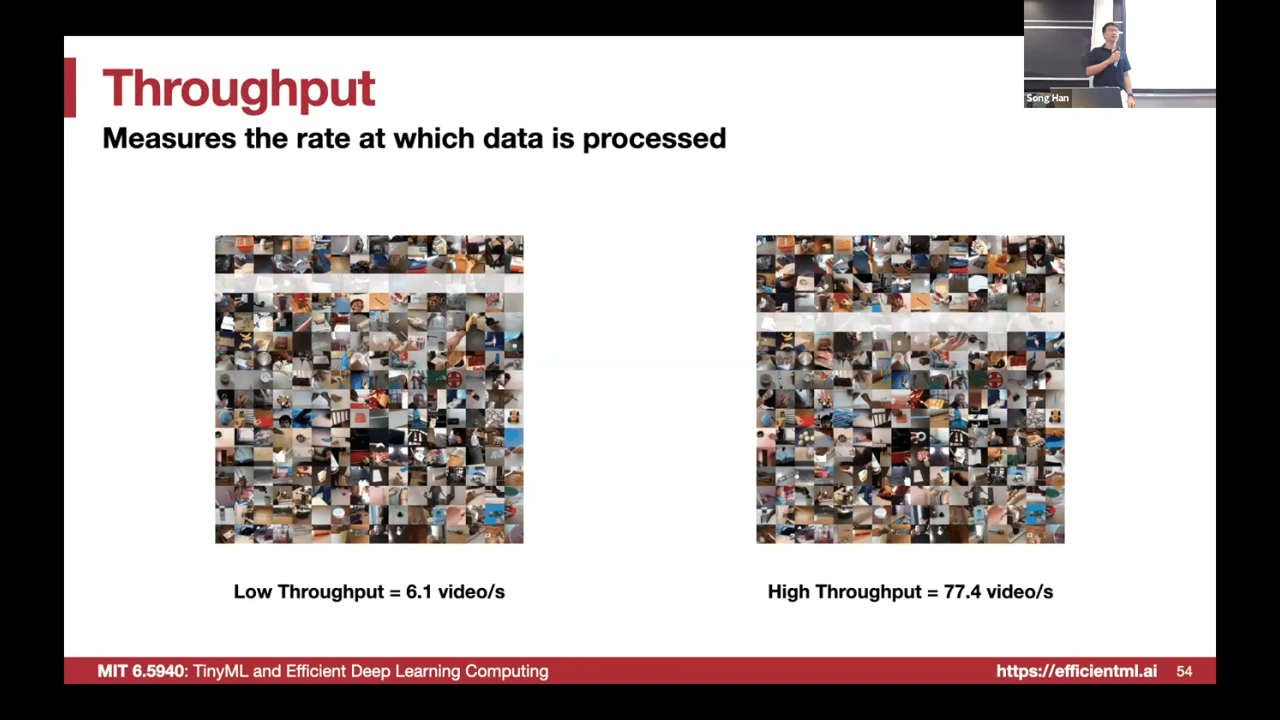 Throughput
Measures the rate at which data is processed
Song Han
Low Throughput = 6.1 video/s
High Throughput = 77.4 video/s
MIT 6.5940: TinyML and Efficient Deep Learning Computing
https://efficientml.ai
54